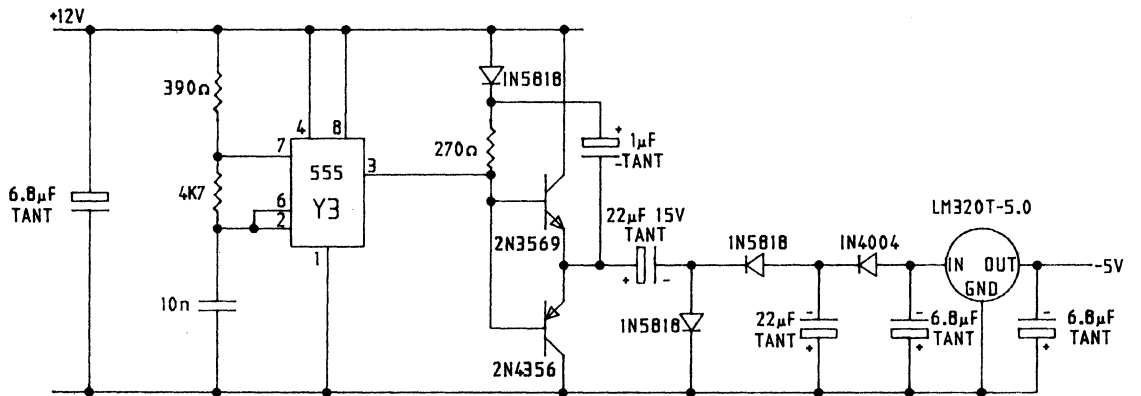 +12V
6.8µF
TANT
390Ω
4K7
10n
4
8
7
6
2
3
1
555
Y3
1N5818
270Ω
+
1µF
-TANT
2N3569
2N4356
22µF 15V
TANT
+
-
1N5818
1N5818
1N4004
-
22µF
TANT
+
-
6.8µF
TANT
+
LM320T-5.0
IN OUT
GND
-5V
-
6.8µF
TANT
+